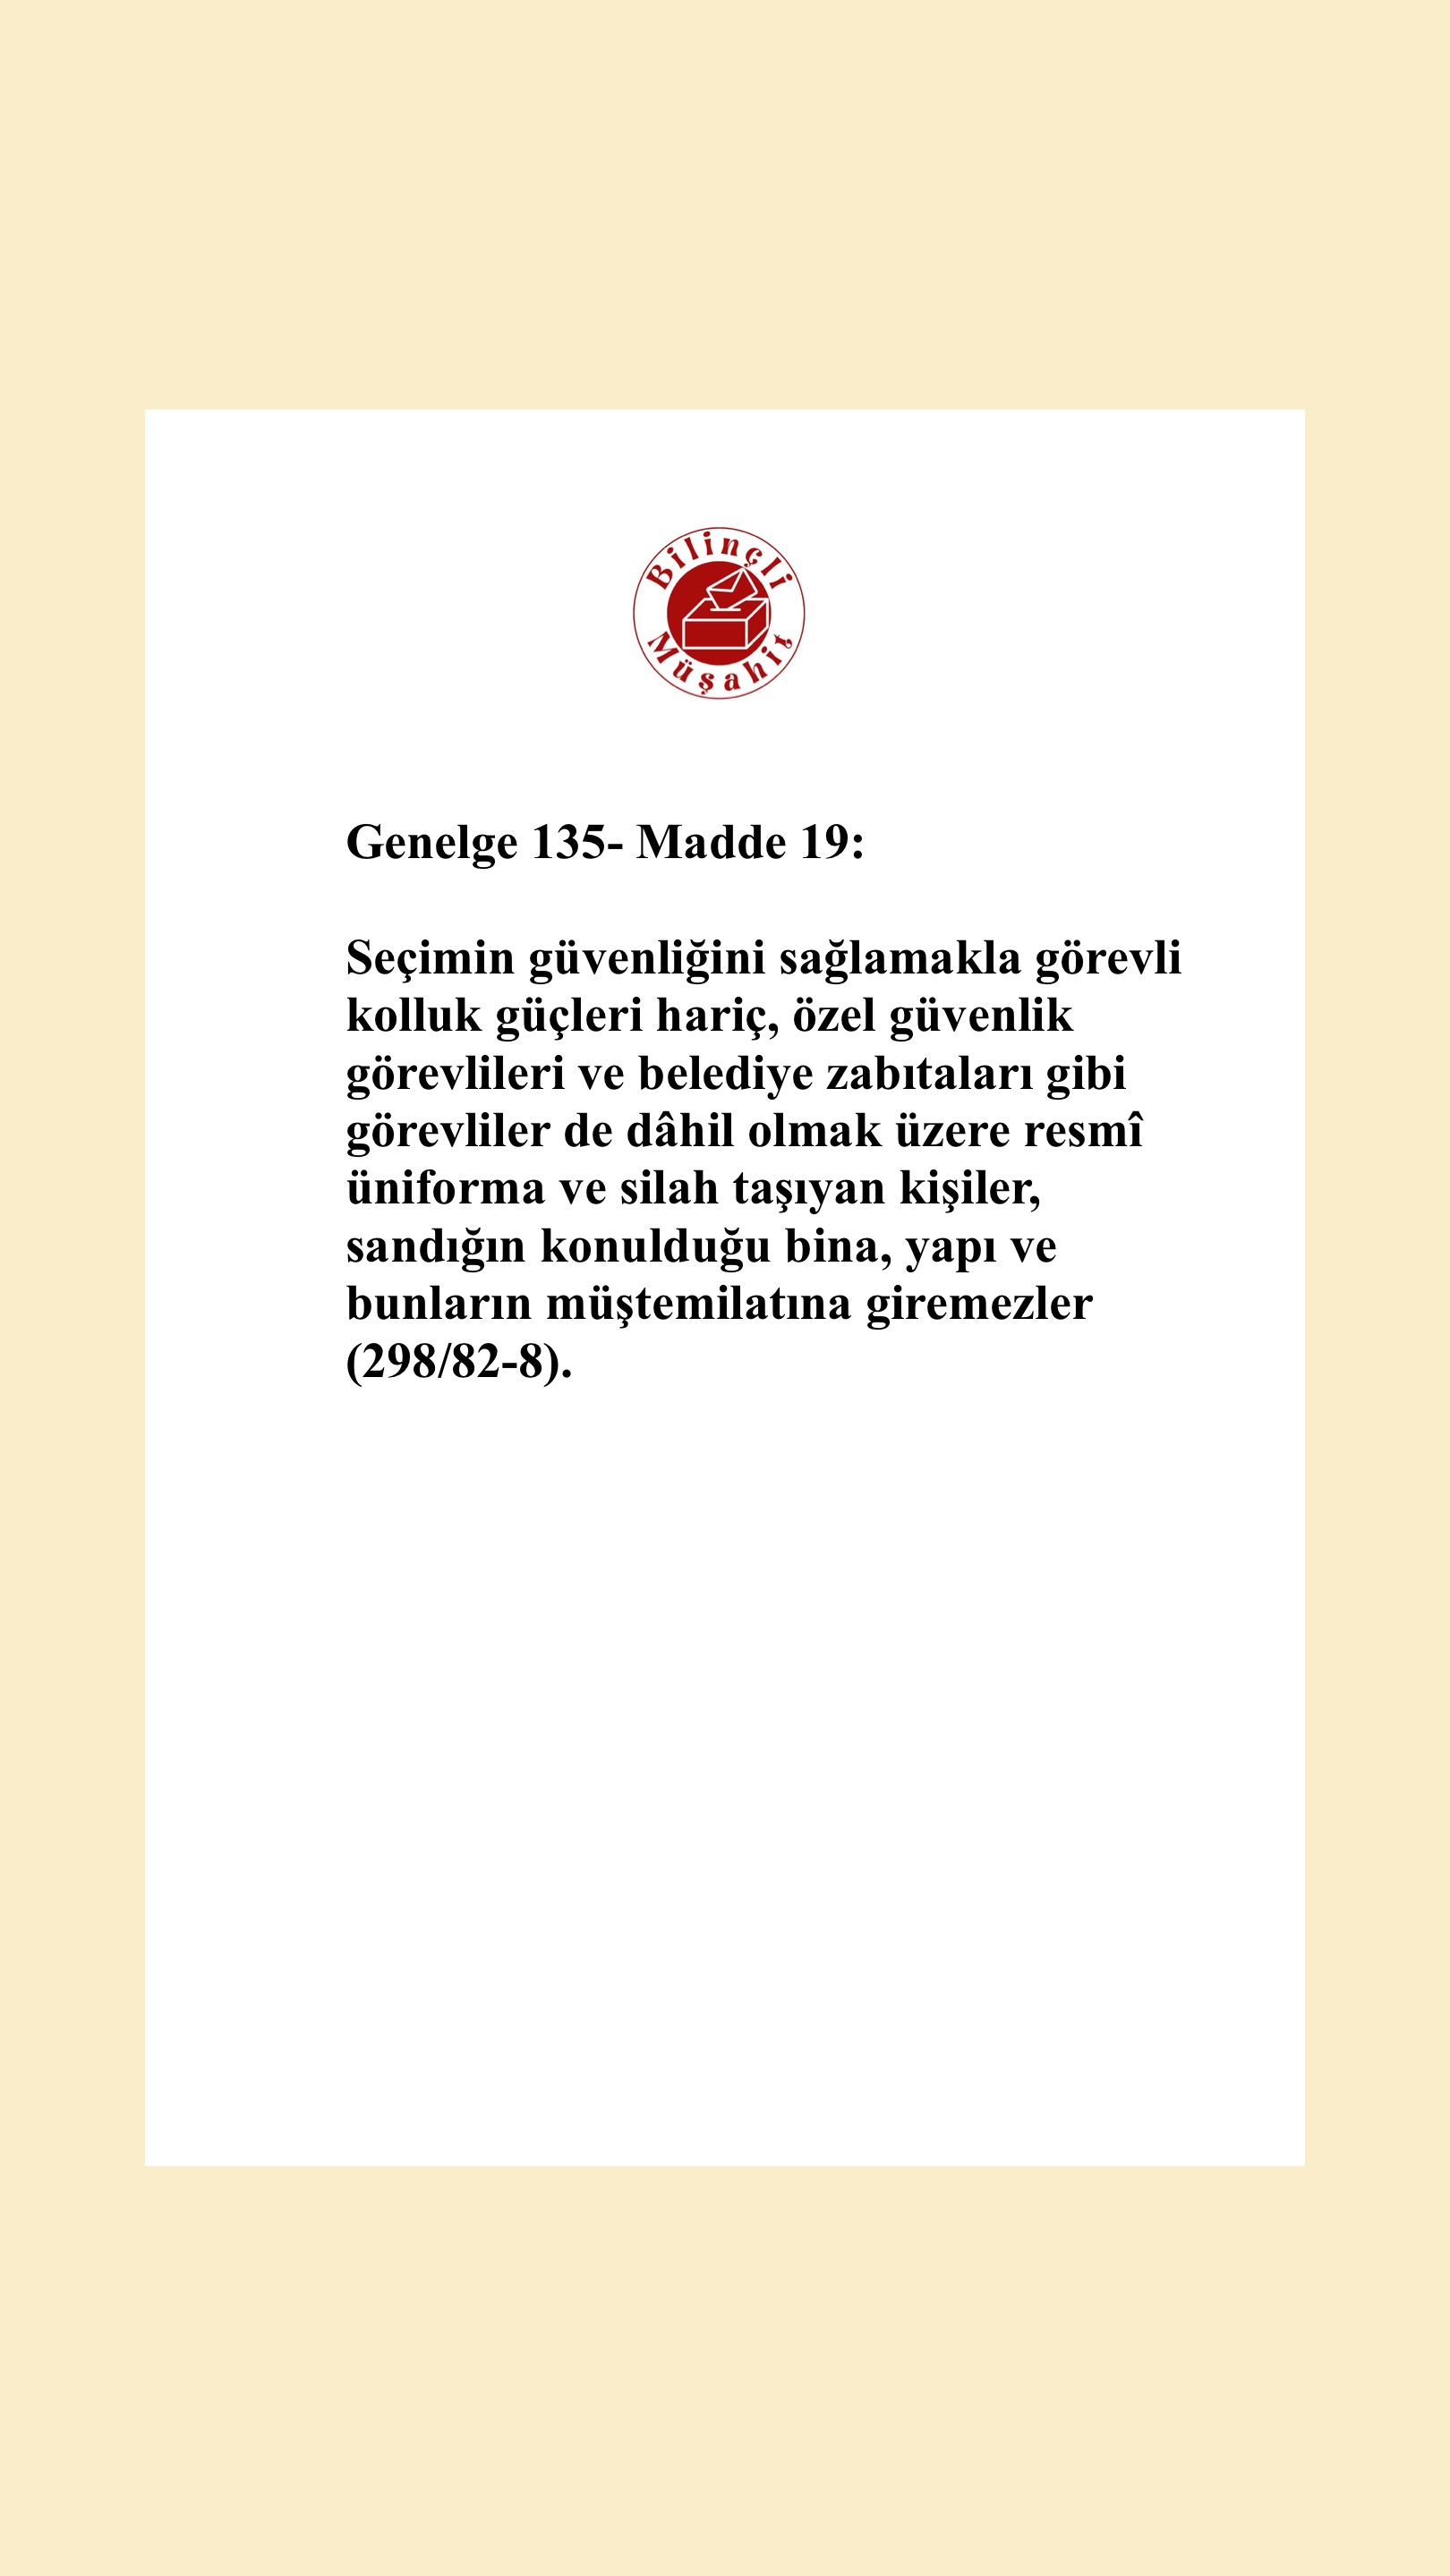 Bilinçli
Müşahit
Genelge 135- Madde 19:
Seçimin güvenliğini sağlamakla görevli
kolluk güçleri hariç, özel güvenlik
görevlileri ve belediye zabıtaları gibi
görevliler de dâhil olmak üzere resmî
üniforma ve silah taşıyan kişiler,
sandığın konulduğu bina, yapı ve
bunların müştemilatına giremezler
(298/82-8).